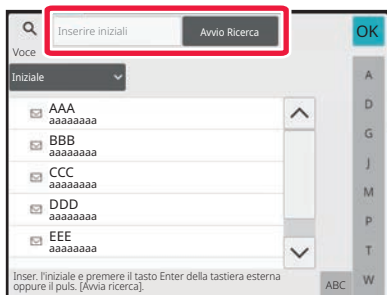 Inserire iniziali
Avvio Ricerca
OK
Voce
Iniziale
AAA
aaaaaaaa
BBB
aaaaaaaa
CCC
aaaaaaaa
DDD
aaaaaaaa
EEE
aaaaaaaa
A
D
G
J
M
P
T
W
Inser. l'iniziale e premere il tasto Enter della tastiera esterna
oppure il puls. [Avvia ricerca].
ABC